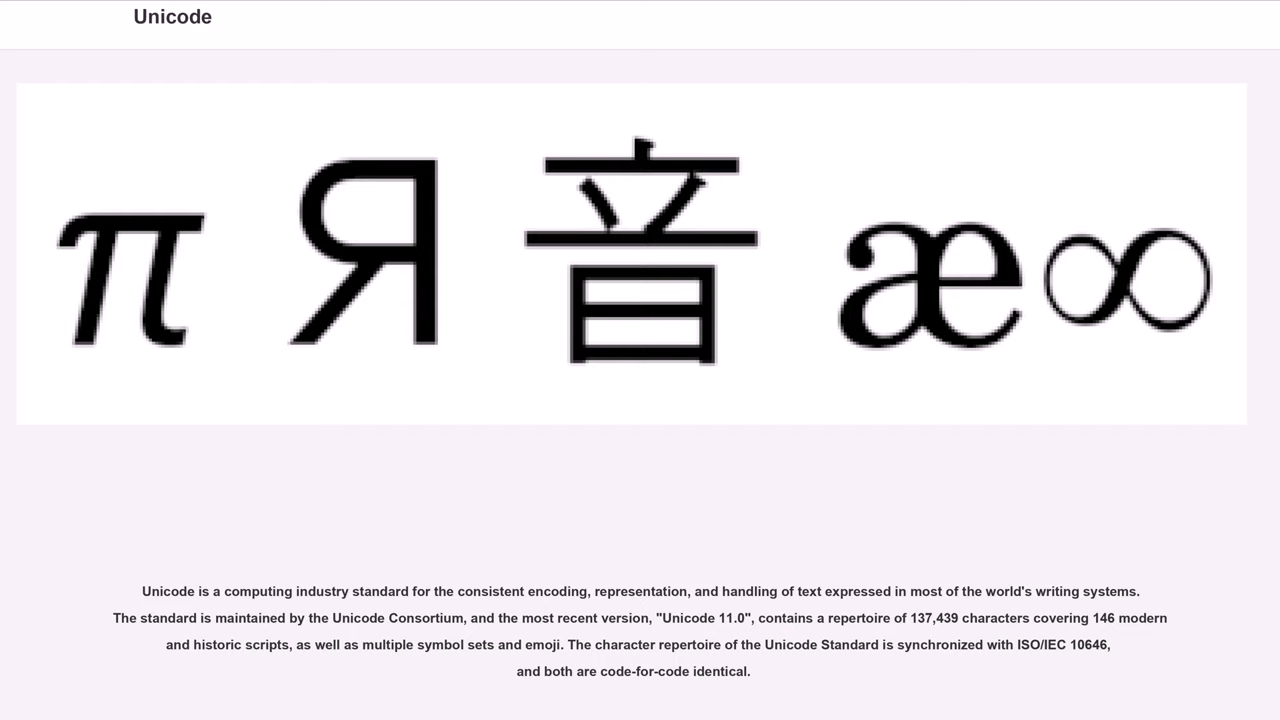 Unicode
π Я 音 æ ∞
Unicode is a computing industry standard for the consistent encoding, representation, and handling of text expressed in most of the world's writing systems.
The standard is maintained by the Unicode Consortium, and the most recent version, "Unicode 11.0", contains a repertoire of 137,439 characters covering 146 modern
and historic scripts, as well as multiple symbol sets and emoji. The character repertoire of the Unicode Standard is synchronized with ISO/IEC 10646,
and both are code-for-code identical.